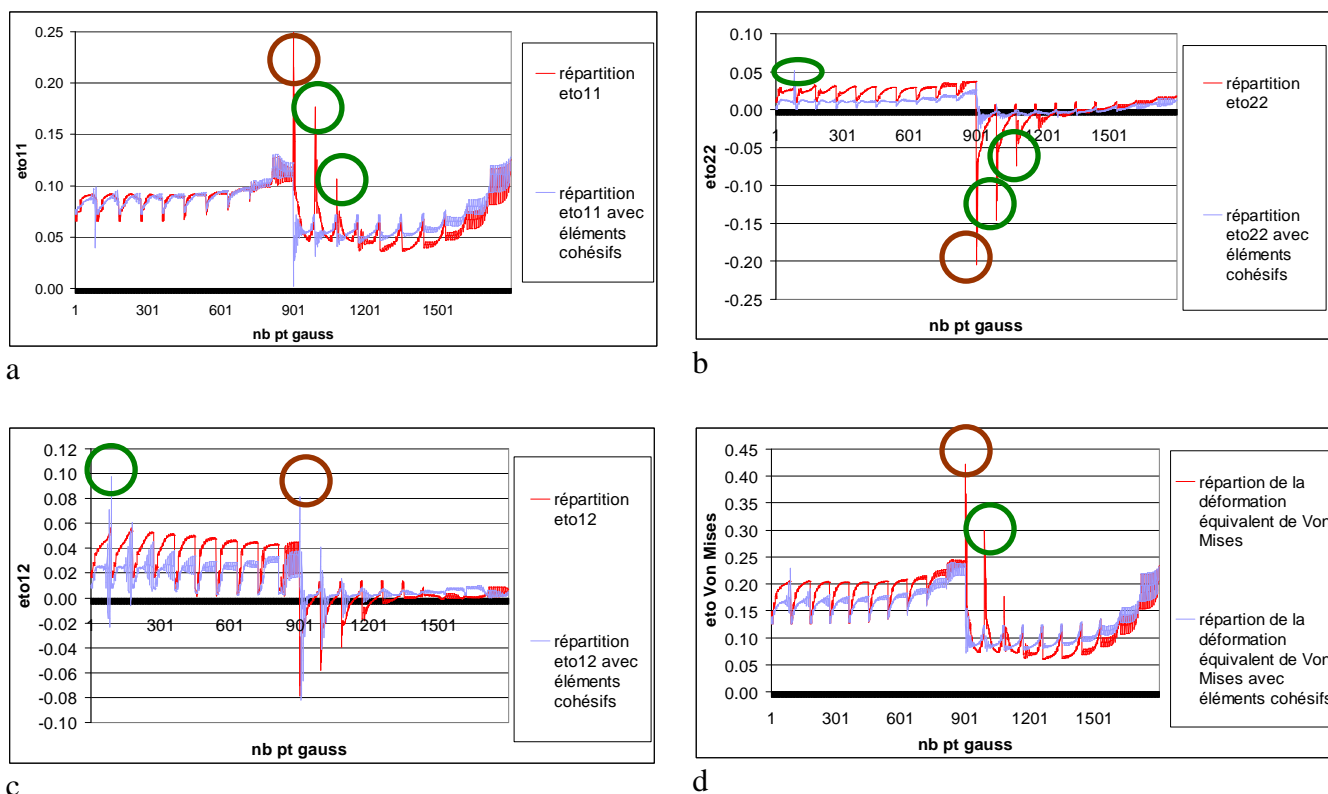 0.25
0.20
0.15
0.10
0.05
0.00
eto11
1 301 601 901 1201 1501
nb pt gauss
répartition
eto11
répartition
eto11 avec
éléments
cohésifs
a
0.10
0.05
0.00
-0.05
-0.10
-0.15
-0.20
-0.25
eto22
1 301 601 901 1201 1501
nb pt gauss
répartition
eto22
répartition
eto22 avec
éléments
cohésifs
b
0.12
0.10
0.08
0.06
0.04
0.02
0.00
-0.02
-0.04
-0.06
-0.08
-0.10
eto12
1 301 601 901 1201 1501
nb pt gauss
répartition
eto12
répartition
eto12 avec
éléments
cohésifs
c
0.45
0.40
0.35
0.30
0.25
0.20
0.15
0.10
0.05
0.00
eto Von Mises
1 301 601 901 1201 1501
nb pt gauss
répartion de la
déformation
équivalent de Von
Mises
répartion de la
déformation
équivalent de Von
Mises avec
éléments cohésifs
d